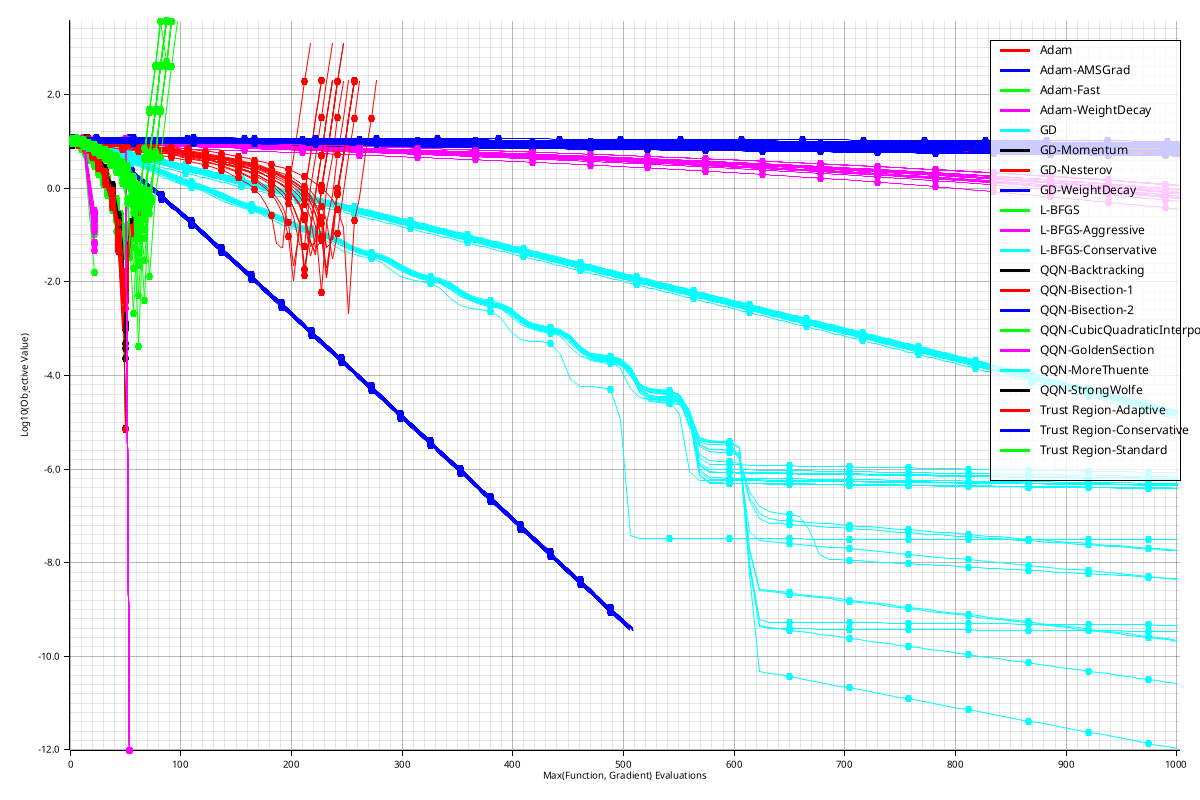 Adam
Adam-AMSGrad
Adam-Fast
Adam-WeightDecay
GD
GD-Momentum
GD-Nesterov
GD-WeightDecay
L-BFGS
L-BFGS-Aggressive
L-BFGS-Conservative
QQN-Backtracking
QQN-Bisection-1
QQN-Bisection-2
QQN-CubicQuadraticInterpo
QQN-GoldenSection
QQN-MoreThuente
QQN-StrongWolfe
Trust Region-Adaptive
Trust Region-Conservative
Trust Region-Standard
Log10(Objective Value)
2.0
0.0
-2.0
-4.0
-6.0
-8.0
-10.0
-12.0
0 100 200 300 400 500 600 700 800 900 1000
Max(Function, Gradient) Evaluations